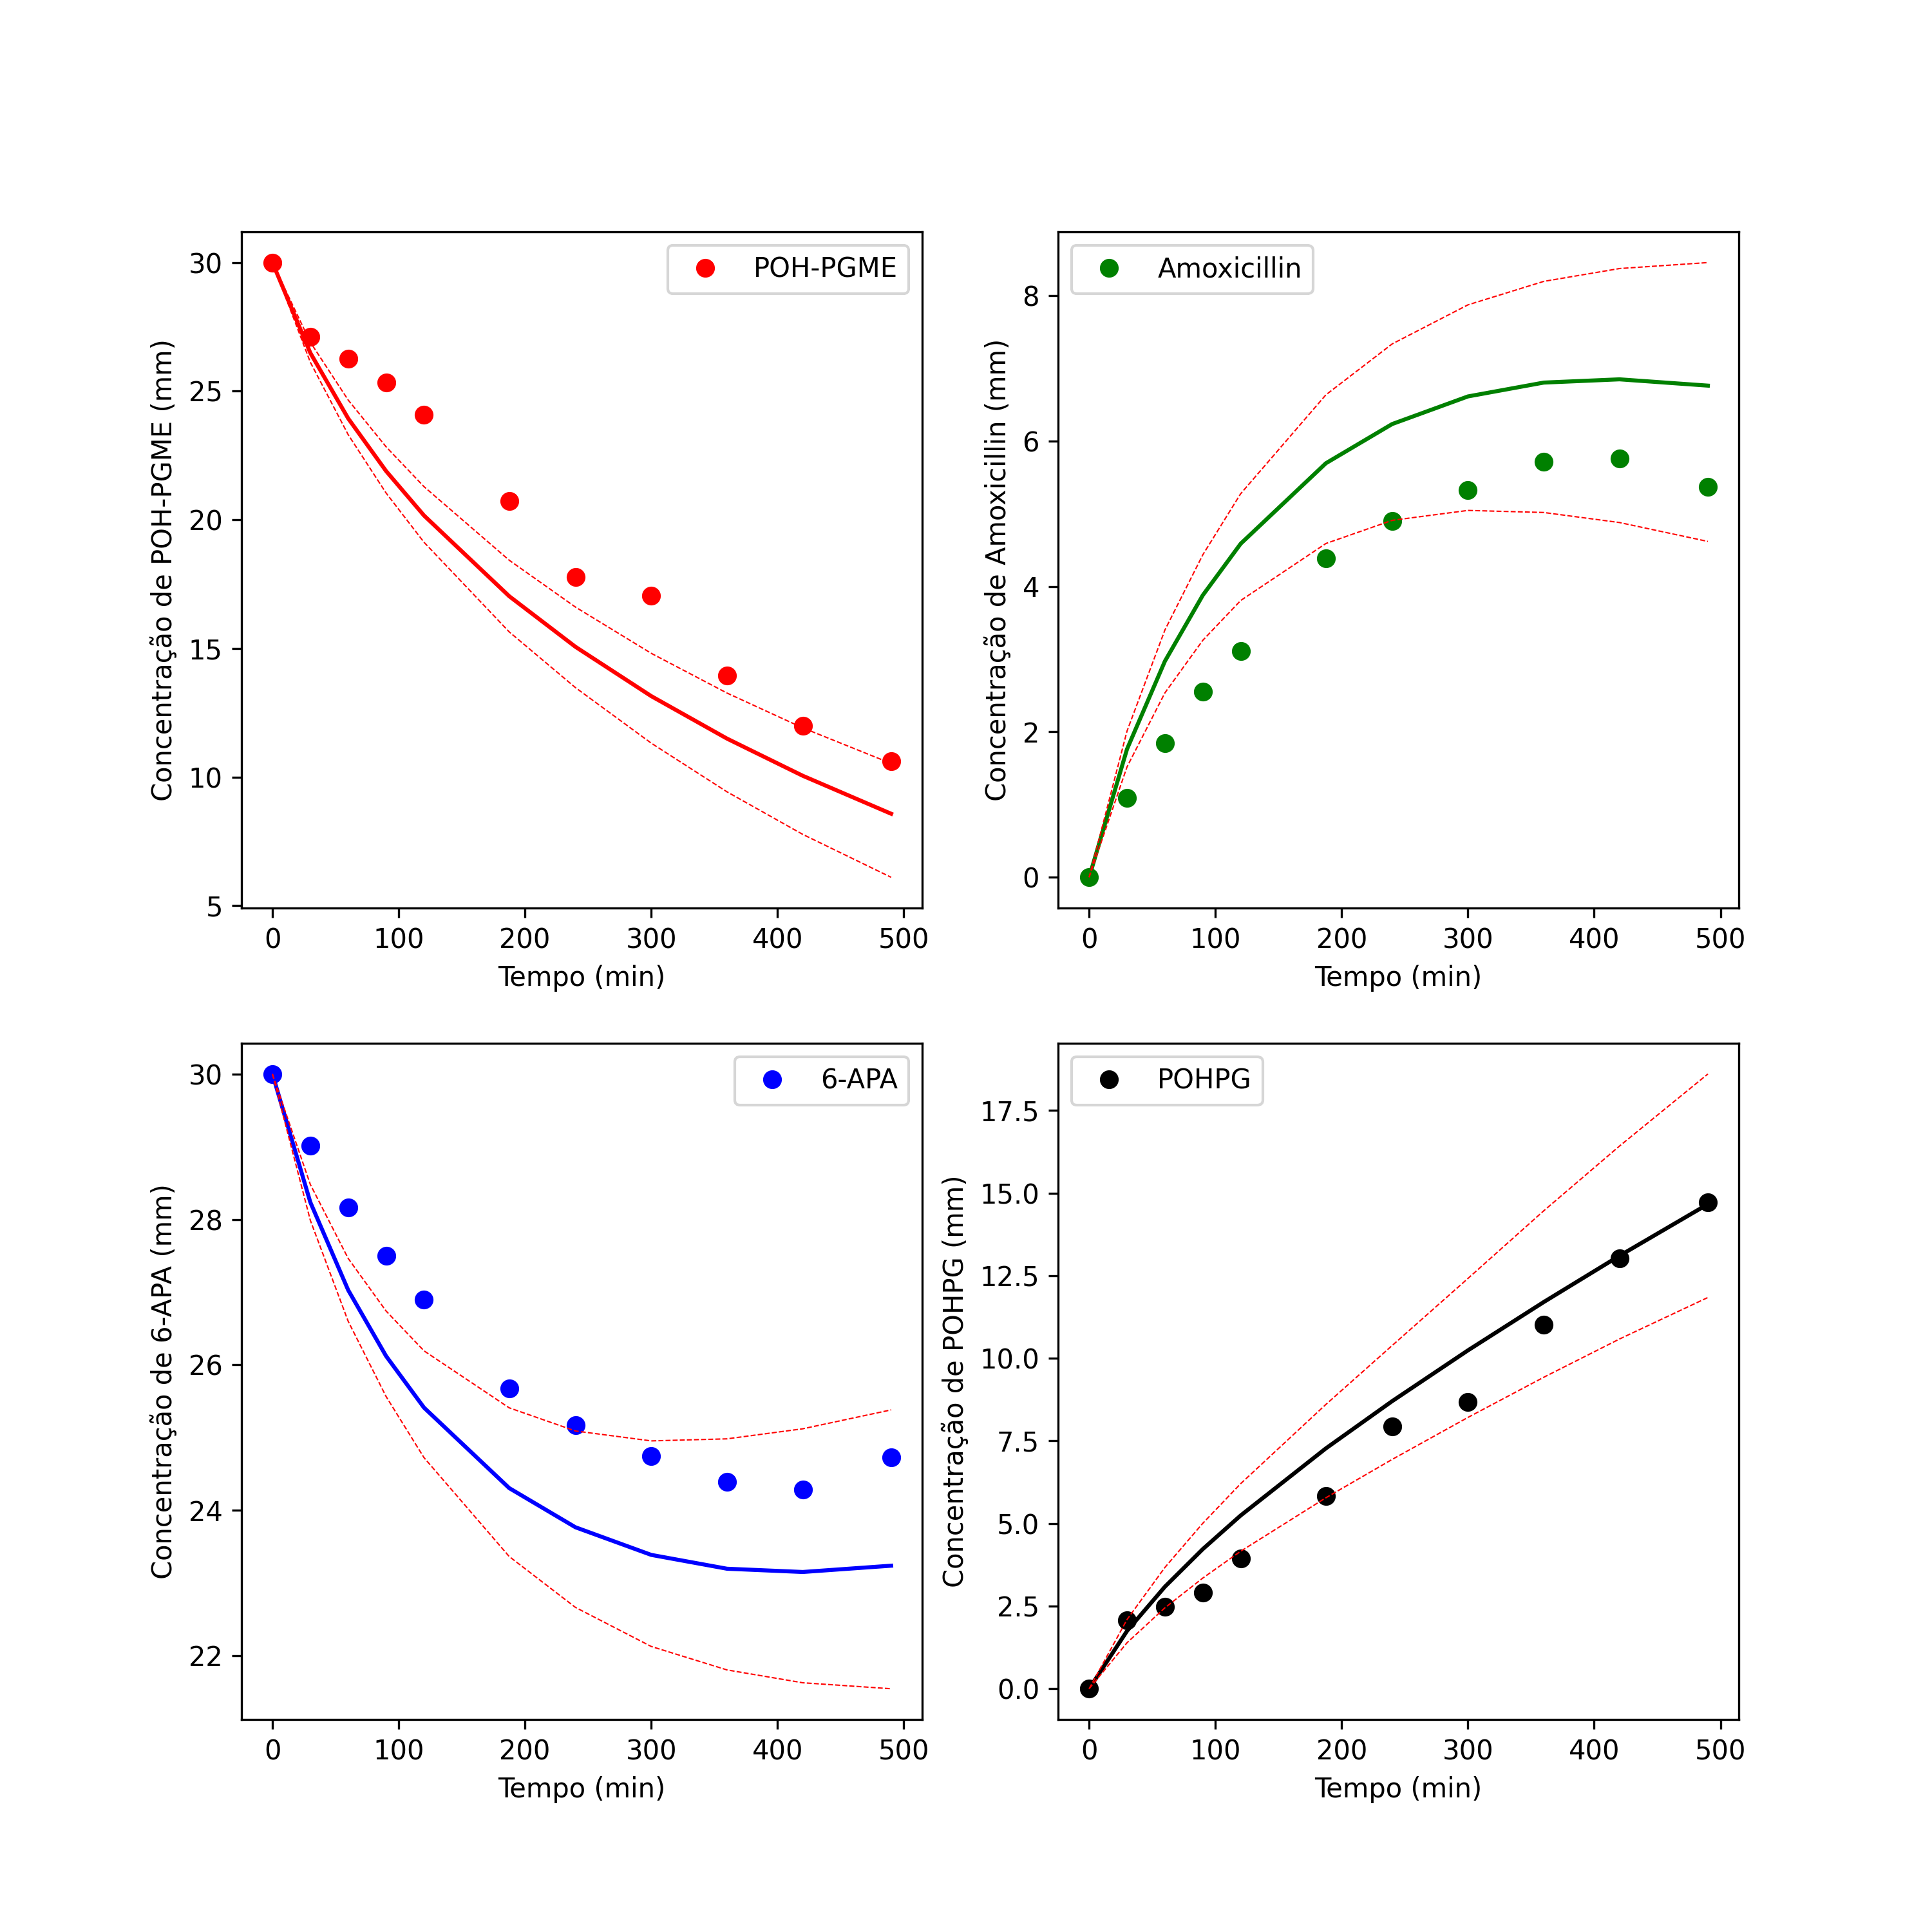 POH-PGME
Concentração de POH-PGME (mm)
30
25
20
15
10
5
0 100 200 300 400 500
Tempo (min)
Amoxicillin
Concentração de Amoxicillin (mm)
8
6
4
2
0
0 100 200 300 400 500
Tempo (min)
6-APA
Concentração de 6-APA (mm)
30
28
26
24
22
0 100 200 300 400 500
Tempo (min)
POHPG
Concentração de POHPG (mm)
17.5
15.0
12.5
10.0
7.5
5.0
2.5
0.0
0 100 200 300 400 500
Tempo (min)